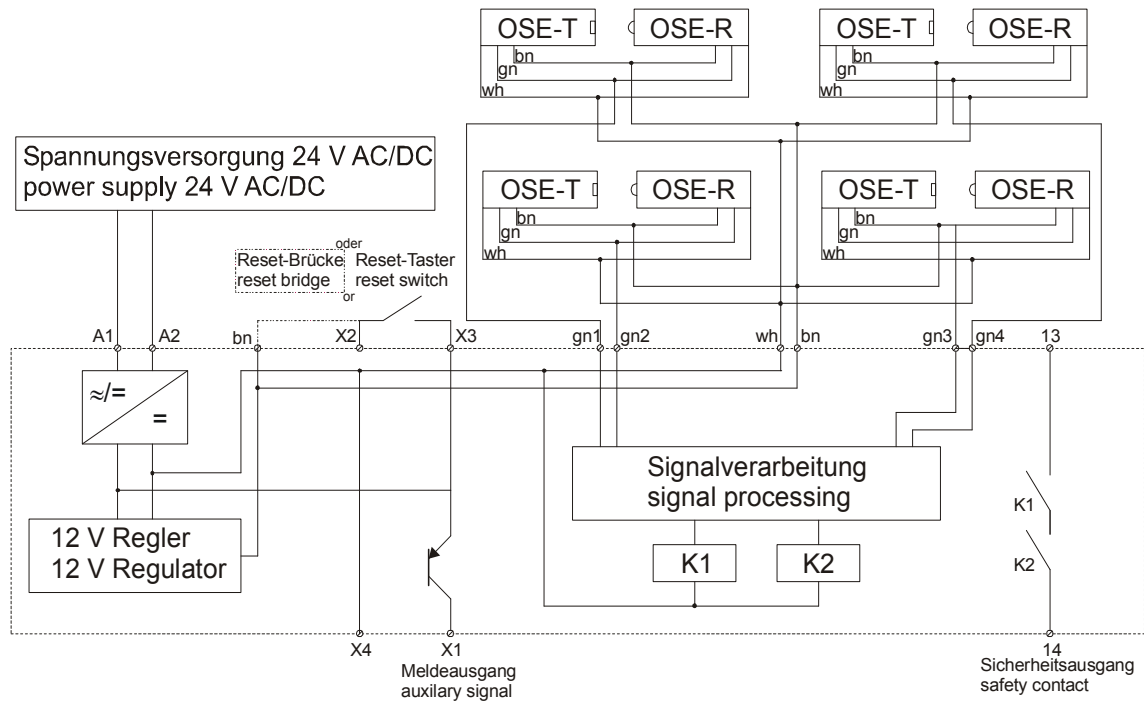 OSE-T
OSE-R
bn
gn
wh
OSE-T
OSE-R
bn
gn
wh
Spannungsversorgung 24 V AC/DC
power supply 24 V AC/DC
OSE-T
OSE-R
bn
gn
wh
OSE-T
OSE-R
bn
gn
wh
oder
Reset-Brücke
reset bridge
or
Reset-Taster
reset switch
A1
A2
bn
X2
X3
gn1
gn2
wh
bn
gn3
gn4
13
≈/=
=
12 V Regler
12 V Regulator
Signalverarbeitung
signal processing
K1
K2
K1
K2
X4
X1
14
Meldeausgang
auxilary signal
Sicherheitsausgang
safety contact